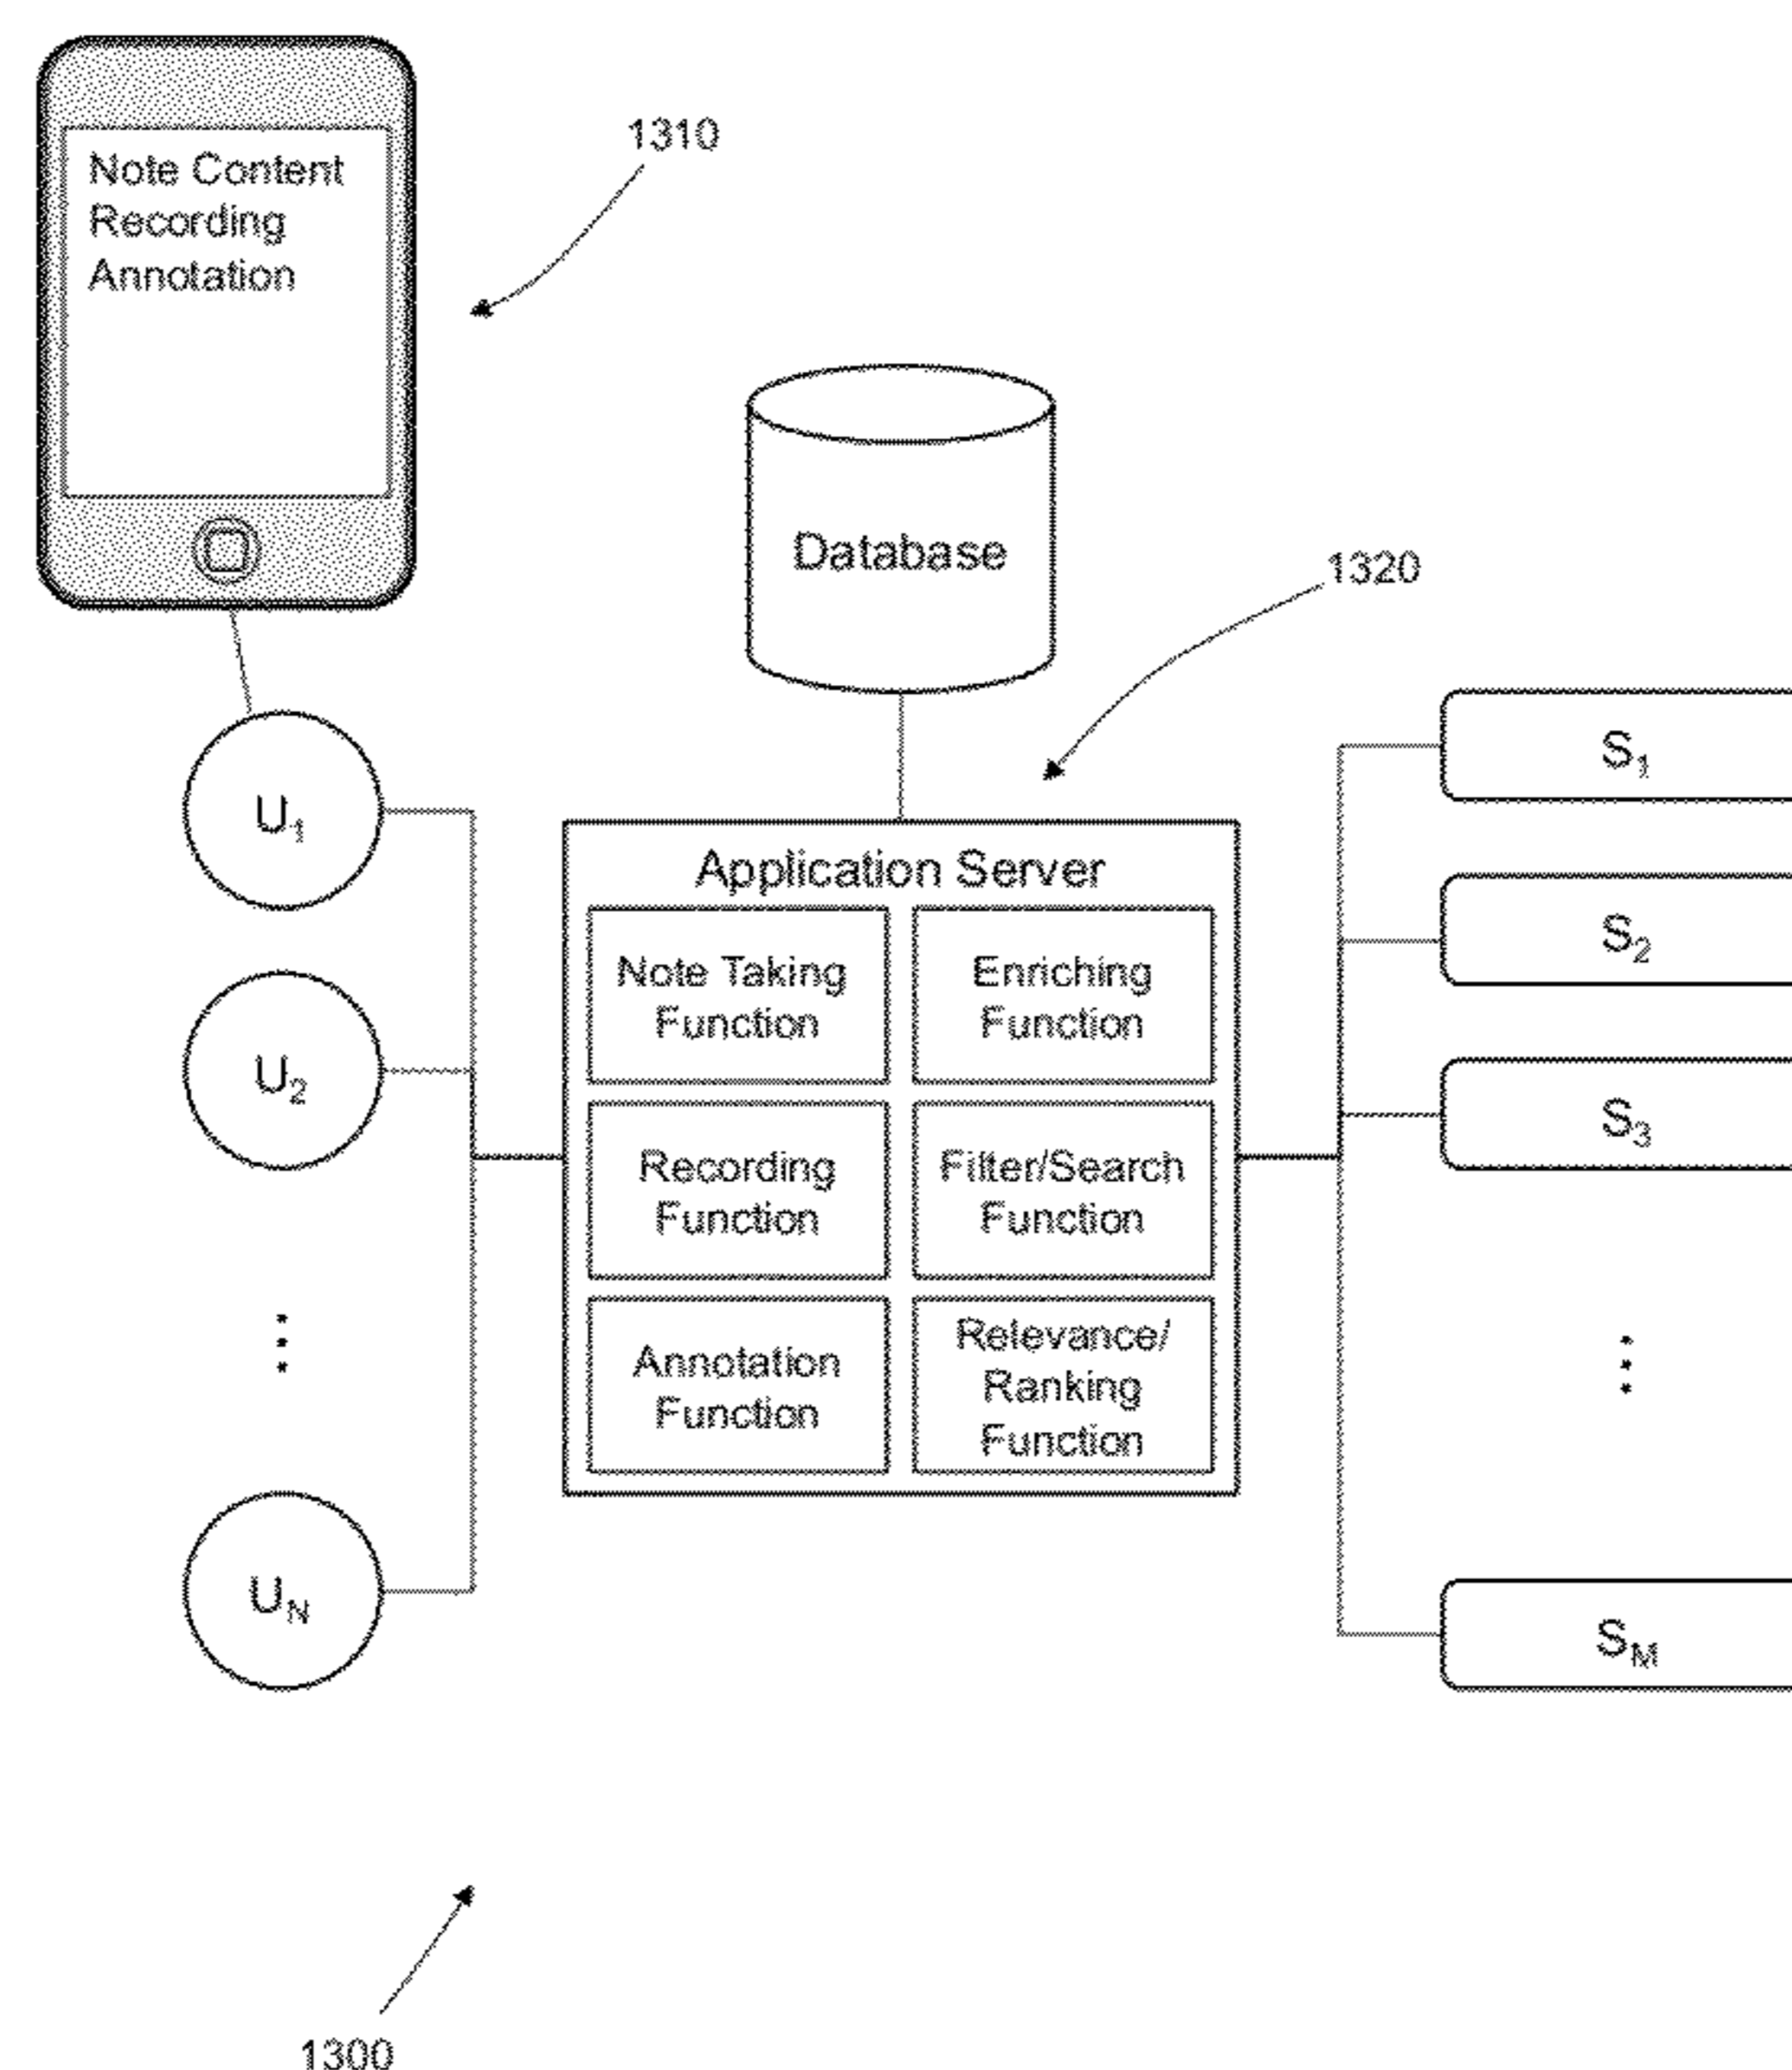 1310
Note Content
Recording
Annotation
Database
1320
U1
U2
UN
Application Server
Note Taking
Function
Enriching
Function
Recording
Function
Filter/Search
Function
Annotation
Function
Relevance/
Ranking
Function
S1
S2
S3
SM
1300